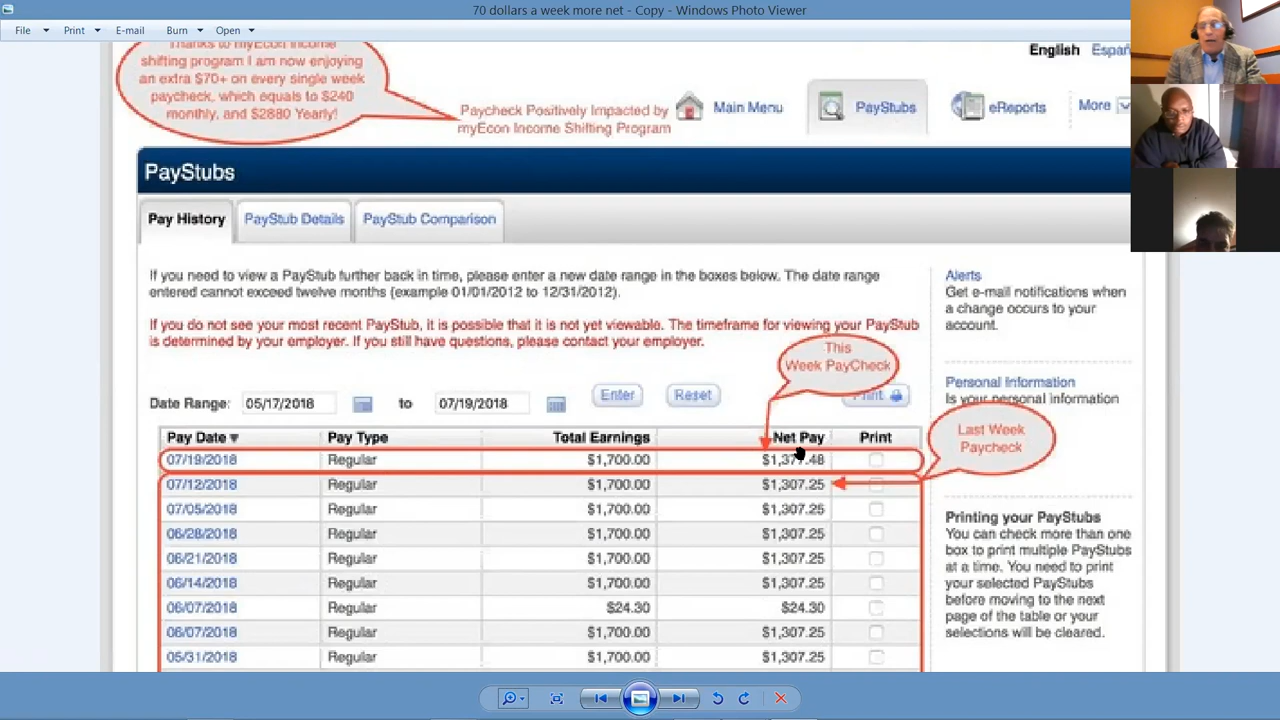 70 dollars a week more net - Copy - Windows Photo Viewer
File Print E-mail Burn Open
Thanks to myEcon Income
shifting program I am now enjoying
an extra $70+ on every single week
paycheck, which equals to $240
monthly, and $2880 Yearly!
Paycheck Positively Impacted by
myEcon Income Shifting Program
English Españ
Main Menu PayStubs eReports More
PayStubs
Pay History PayStub Details PayStub Comparison
If you need to view a PayStub further back in time, please enter a new date range in the boxes below. The date range
entered cannot exceed twelve months (example 01/01/2012 to 12/31/2012).
If you do not see your most recent PayStub, it is possible that it is not yet viewable. The timeframe for viewing your PayStub
is determined by your employer. If you still have questions, please contact your employer.
This
Week PayCheck
Date Range: 05/17/2018 to 07/19/2018 Enter Reset Print
Pay Date Pay Type Total Earnings Net Pay Print
07/19/2018 Regular $1,700.00 $1,377.48
07/12/2018 Regular $1,700.00 $1,307.25
07/05/2018 Regular $1,700.00 $1,307.25
06/28/2018 Regular $1,700.00 $1,307.25
06/21/2018 Regular $1,700.00 $1,307.25
06/14/2018 Regular $1,700.00 $1,307.25
06/07/2018 Regular $24.30 $24.30
06/07/2018 Regular $1,700.00 $1,307.25
05/31/2018 Regular $1,700.00 $1,307.25
Alerts
Get e-mail notifications when
a change occurs to your
account.
Personal Information
Is your personal information
Last Week
Paycheck
Printing your PayStubs
You can check more than one
box to print multiple PayStubs
at a time. You need to print
your selected PayStubs
before moving to the next
page of the table or your
selections will be cleared.